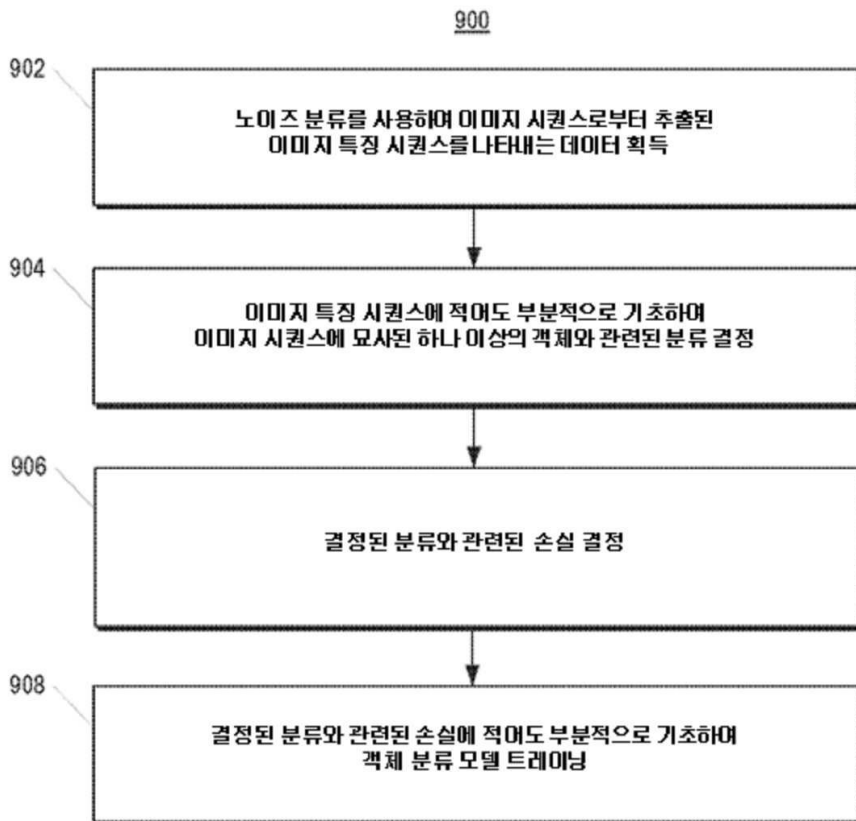 900
902
노이즈 분류를 사용하여 이미지 시퀀스로부터 추출된
이미지 특징 시퀀스를 나타내는 데이터 획득
904
이미지 특징 시퀀스에 적어도 부분적으로 기초하여
이미지 시퀀스에 묘사된 하나 이상의 객체와 관련된 분류 결정
906
결정된 분류와 관련된 손실 결정
908
결정된 분류와 관련된 손실에 적어도 부분적으로 기초하여
객체 분류 모델 트레이닝